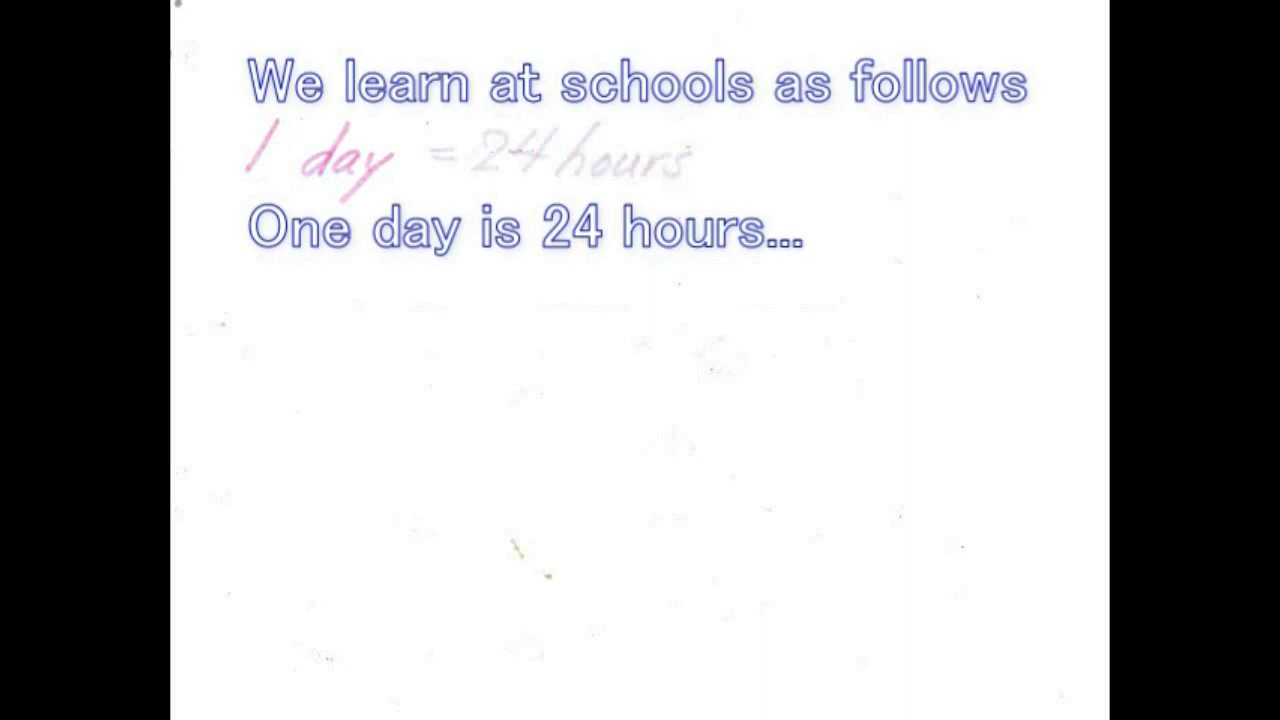 We learn at schools as follows
1 day = 24 hours
One day is 24 hours...